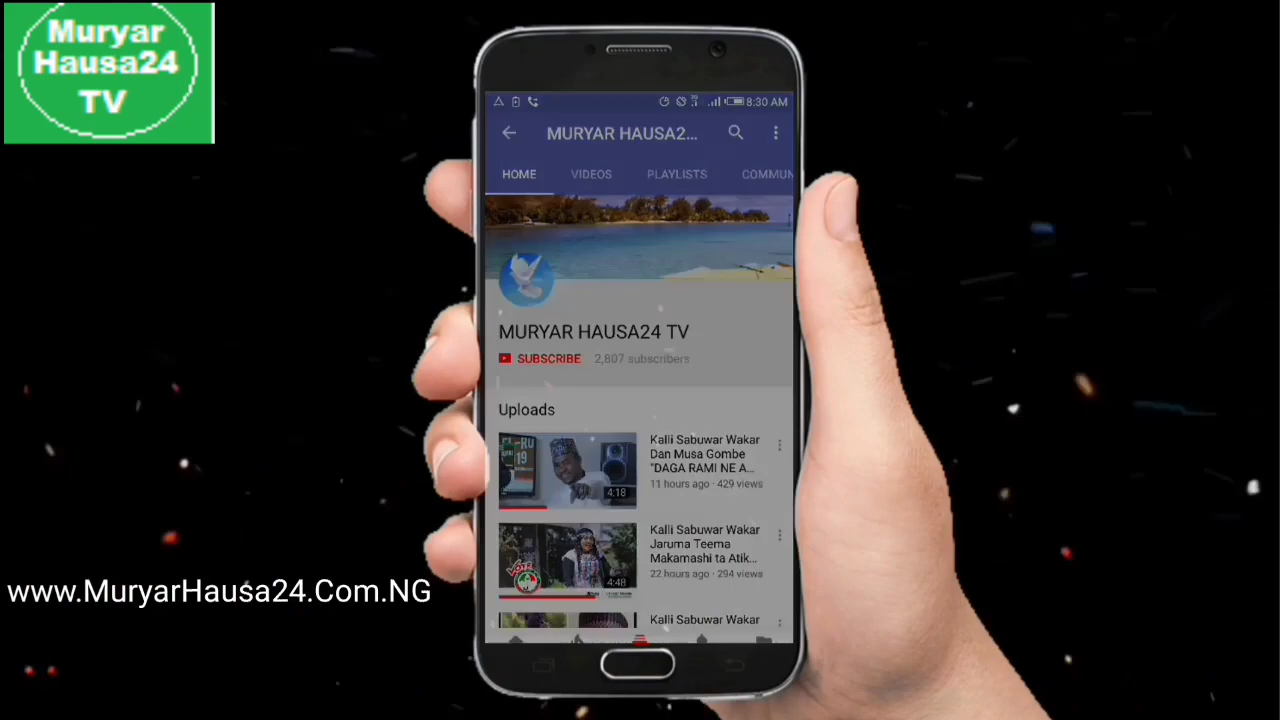 Muryar
Hausa24
TV
8:30 AM
MURYAR HAUSA2...
HOME VIDEOS PLAYLISTS COMMUN
MURYAR HAUSA24 TV
SUBSCRIBE 2,807 subscribers
Uploads
Kalli Sabuwar Wakar
Dan Musa Gombe
"DAGA RAMI NE A...
11 hours ago · 429 views
4:18
Kalli Sabuwar Wakar
Jaruma Teema
Makamashi ta Atik...
22 hours ago · 294 views
4:48
Kalli Sabuwar Wakar
www.MuryarHausa24.Com.NG